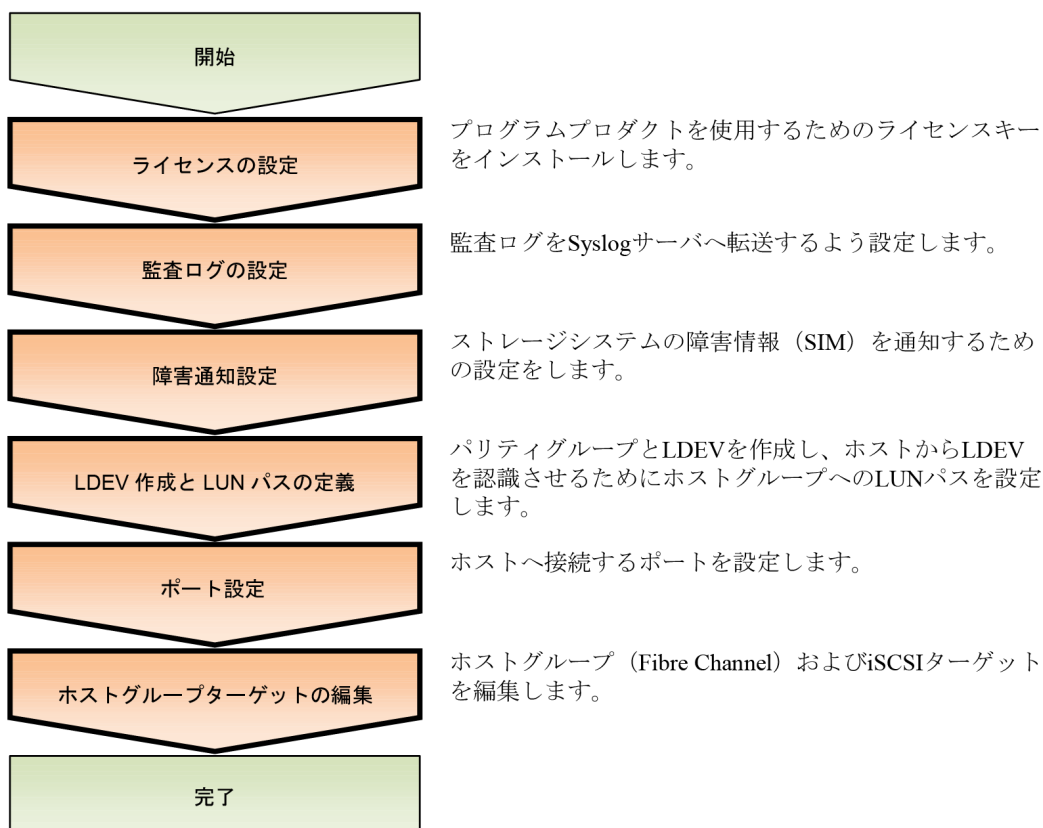 開始
ライセンスの設定
プログラムプロダクトを使用するためのライセンスキー
をインストールします。
監査ログの設定
監査ログをSyslogサーバへ転送するよう設定します。
障害通知設定
ストレージシステムの障害情報（SIM）を通知するため
の設定をします。
LDEV 作成と LUN パスの定義
パリティグループとLDEVを作成し、ホストからLDEV
を認識させるためにホストグループへのLUNパスを設定
します。
ポート設定
ホストへ接続するポートを設定します。
ホストグループターゲットの編集
ホストグループ（Fibre Channel）およびiSCSIターゲット
を編集します。
完了